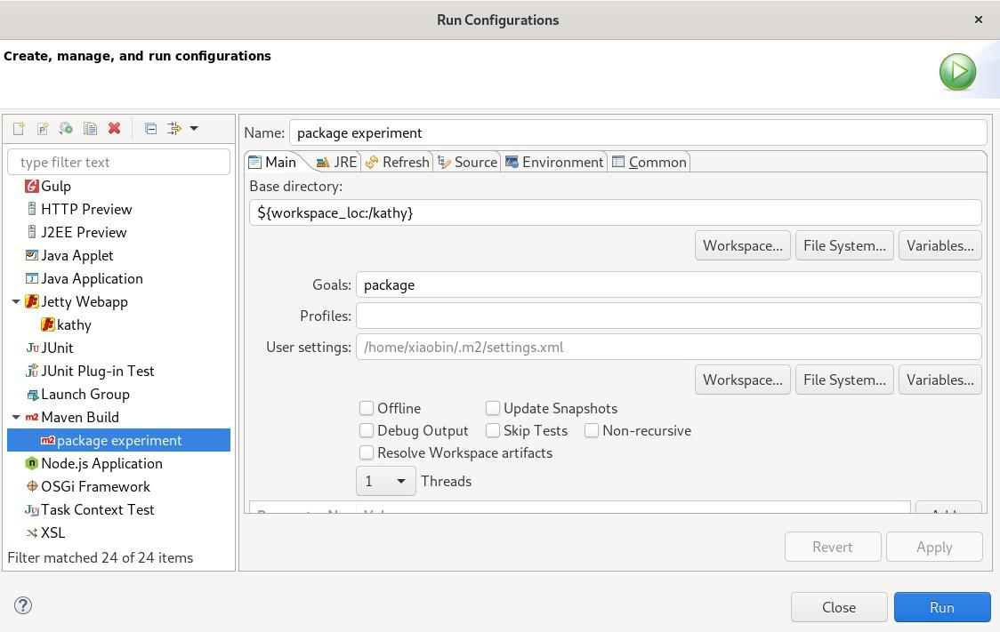 Run Configurations
Create, manage, and run configurations
type filter text
Gulp
HTTP Preview
J2EE Preview
Java Applet
Java Application
Jetty Webapp
kathy
JUnit
JUnit Plug-in Test
Launch Group
Maven Build
package experiment
Node.js Application
OSGi Framework
Task Context Test
XSL
Filter matched 24 of 24 items
Name: package experiment
Main JRE Refresh Source Environment Common
Base directory:
${workspace_loc:/kathy}
Workspace... File System... Variables...
Goals: package
Profiles:
User settings: /home/xiaobin/.m2/settings.xml
Workspace... File System... Variables...
Offline Update Snapshots
Debug Output Skip Tests Non-recursive
Resolve Workspace artifacts
1 Threads
Revert Apply
Close Run